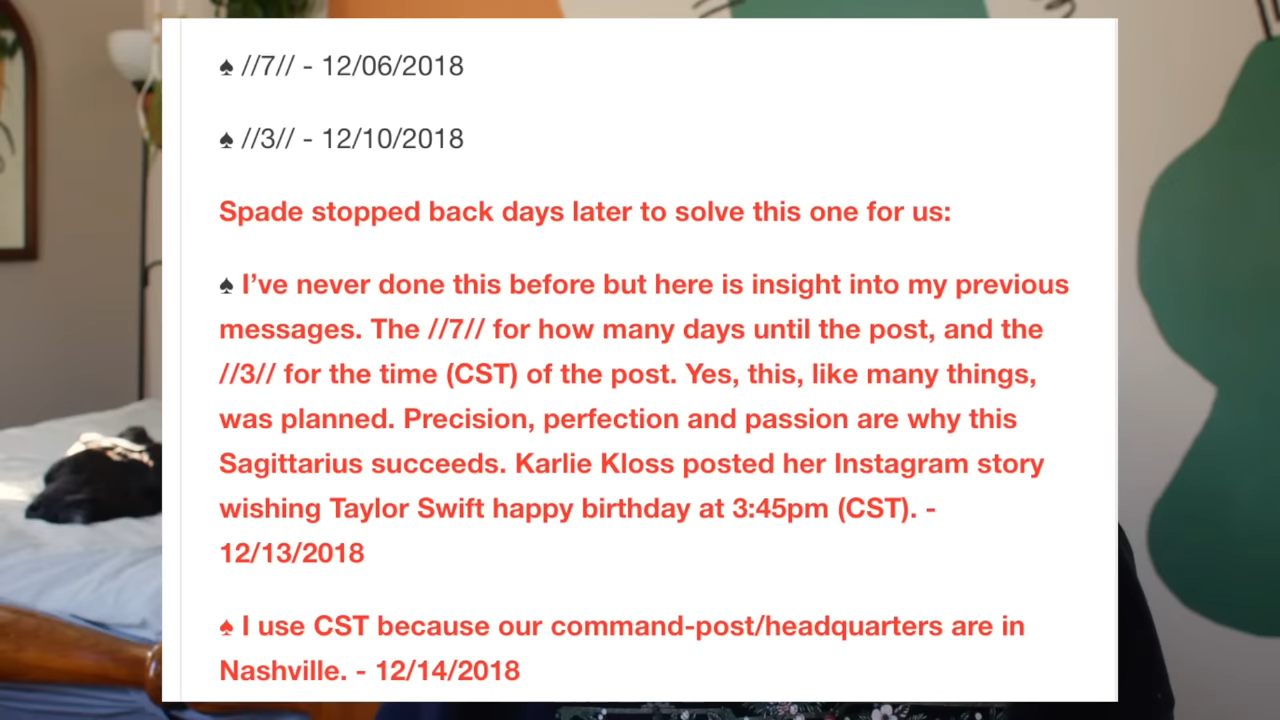 ♠ //7// - 12/06/2018
♠ //3// - 12/10/2018
Spade stopped back days later to solve this one for us:
♠ I’ve never done this before but here is insight into my previous
messages. The //7// for how many days until the post, and the
//3// for the time (CST) of the post. Yes, this, like many things,
was planned. Precision, perfection and passion are why this
Sagittarius succeeds. Karlie Kloss posted her Instagram story
wishing Taylor Swift happy birthday at 3:45pm (CST). -
12/13/2018
♠ I use CST because our command-post/headquarters are in
Nashville. - 12/14/2018